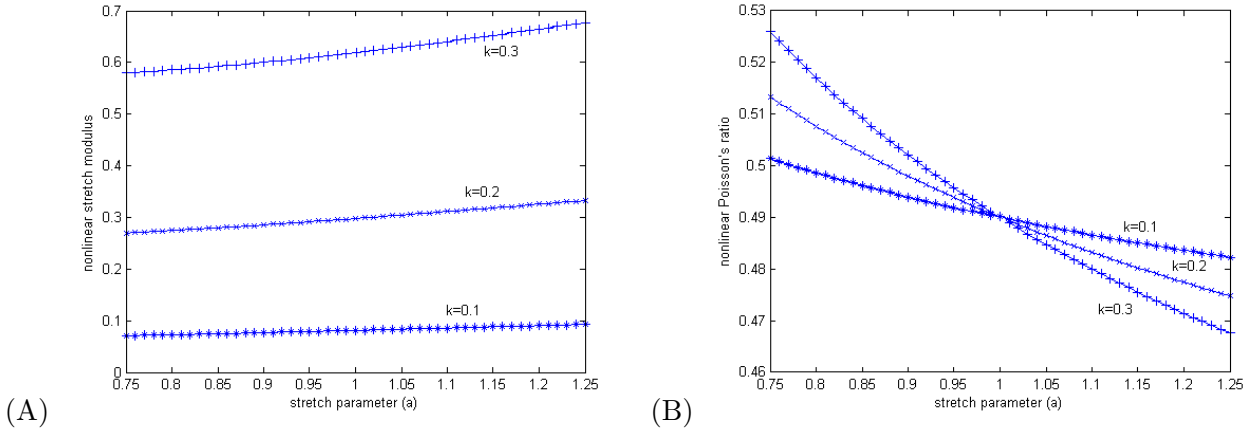 0.7
0.6
0.5
0.4
0.3
0.2
0.1
0
nonlinear stretch modulus
k=0.3
k=0.2
k=0.1
0.75 0.8 0.85 0.9 0.95 1 1.05 1.1 1.15 1.2 1.25
stretch parameter (a)
(A)
0.53
0.52
0.51
0.5
0.49
0.48
0.47
0.46
nonlinear Poisson's ratio
k=0.1
k=0.2
k=0.3
0.75 0.8 0.85 0.9 0.95 1 1.05 1.1 1.15 1.2 1.25
stretch parameter (a)
(B)